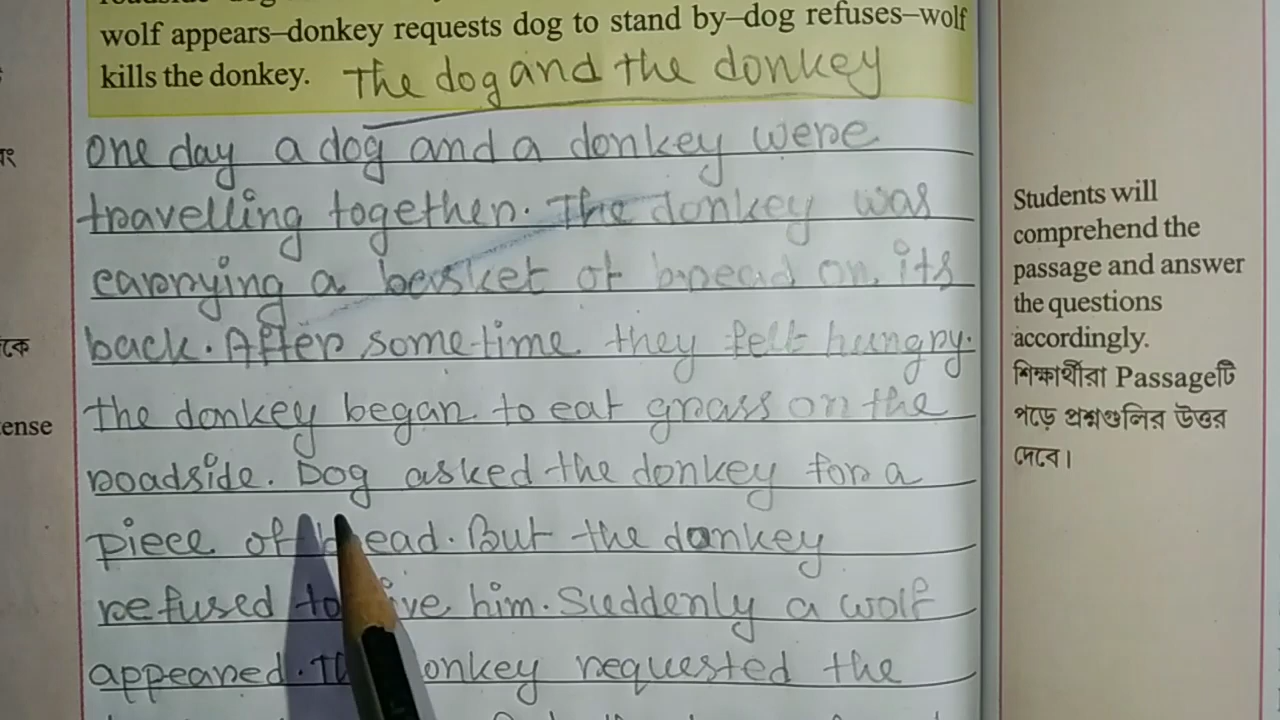 wolf appears–donkey requests dog to stand by–dog refuses–wolf
kills the donkey. The dog and the donkey
one day a dog and a donkey were
travelling together. The donkey was
carrying a basket of bread on its
back. After sometime they felt hungry.
the donkey began to eat grass on the
roadside. Dog asked the donkey for a
piece of bread. But the donkey
refused to give him. Suddenly a wolf
appeared. The donkey requested the
ense
Students will
comprehend the
passage and answer
the questions
accordingly.
শিক্ষার্থীরা Passageটি
পড়ে প্রশ্নগুলির উত্তর
দেবে।